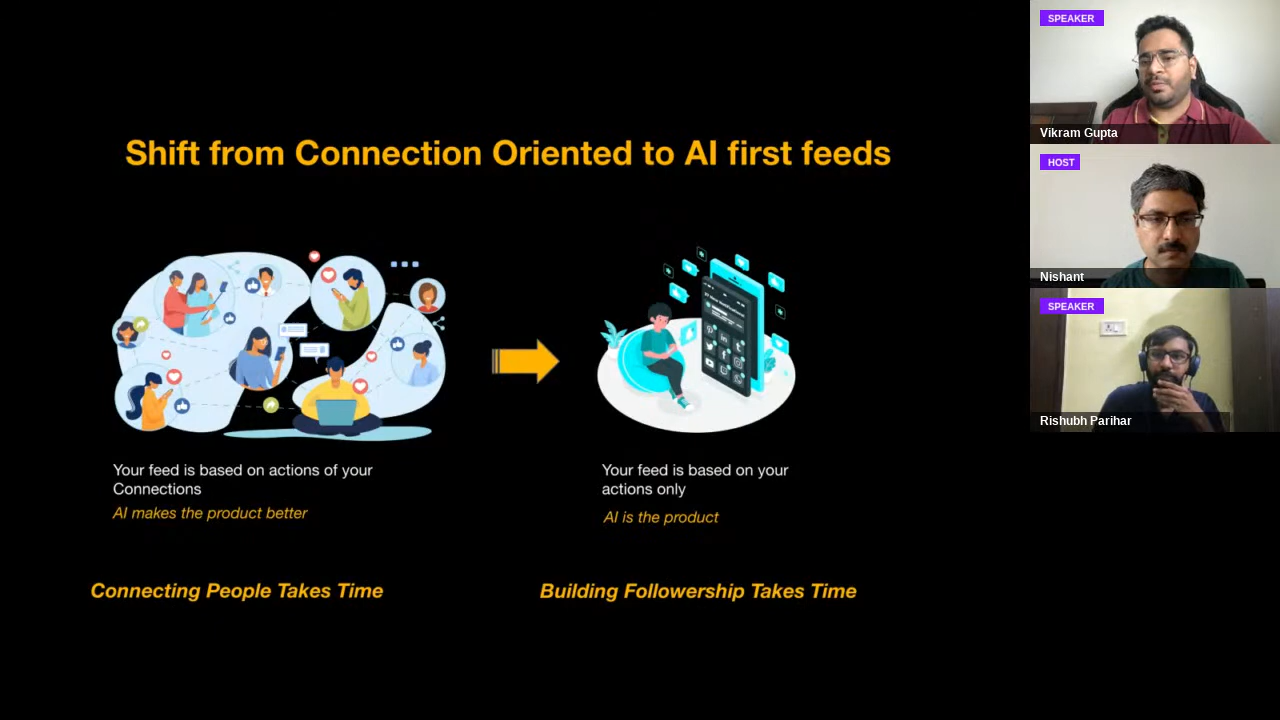 Shift from Connection Oriented to AI first feeds
Your feed is based on actions of your
Connections
AI makes the product better
Your feed is based on your
actions only
AI is the product
Connecting People Takes Time
Building Followership Takes Time
SPEAKER
Vikram Gupta
HOST
Nishant
SPEAKER
Rishubh Parihar